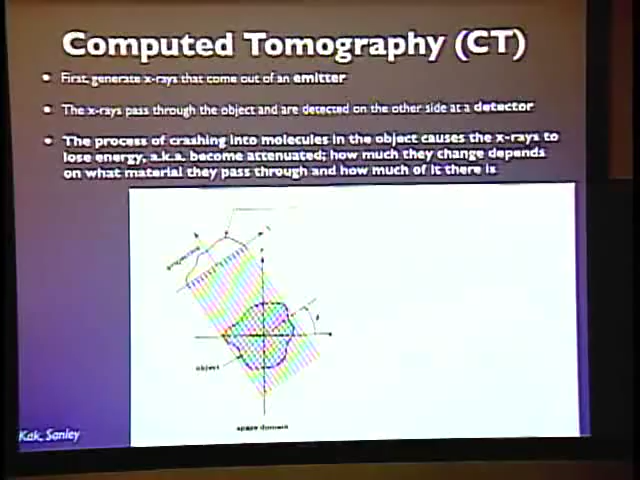 Computed Tomography (CT)
• First, generate x-rays that come out of an emitter
• The x-rays pass through the object and are detected on the other side at a detector
• The process of crashing into molecules in the object causes the x-rays to
lose energy, a.k.a. become attenuated; how much they change depends
on what material they pass through and how much of it there is
projection
object
space domain
Kak, Sanley